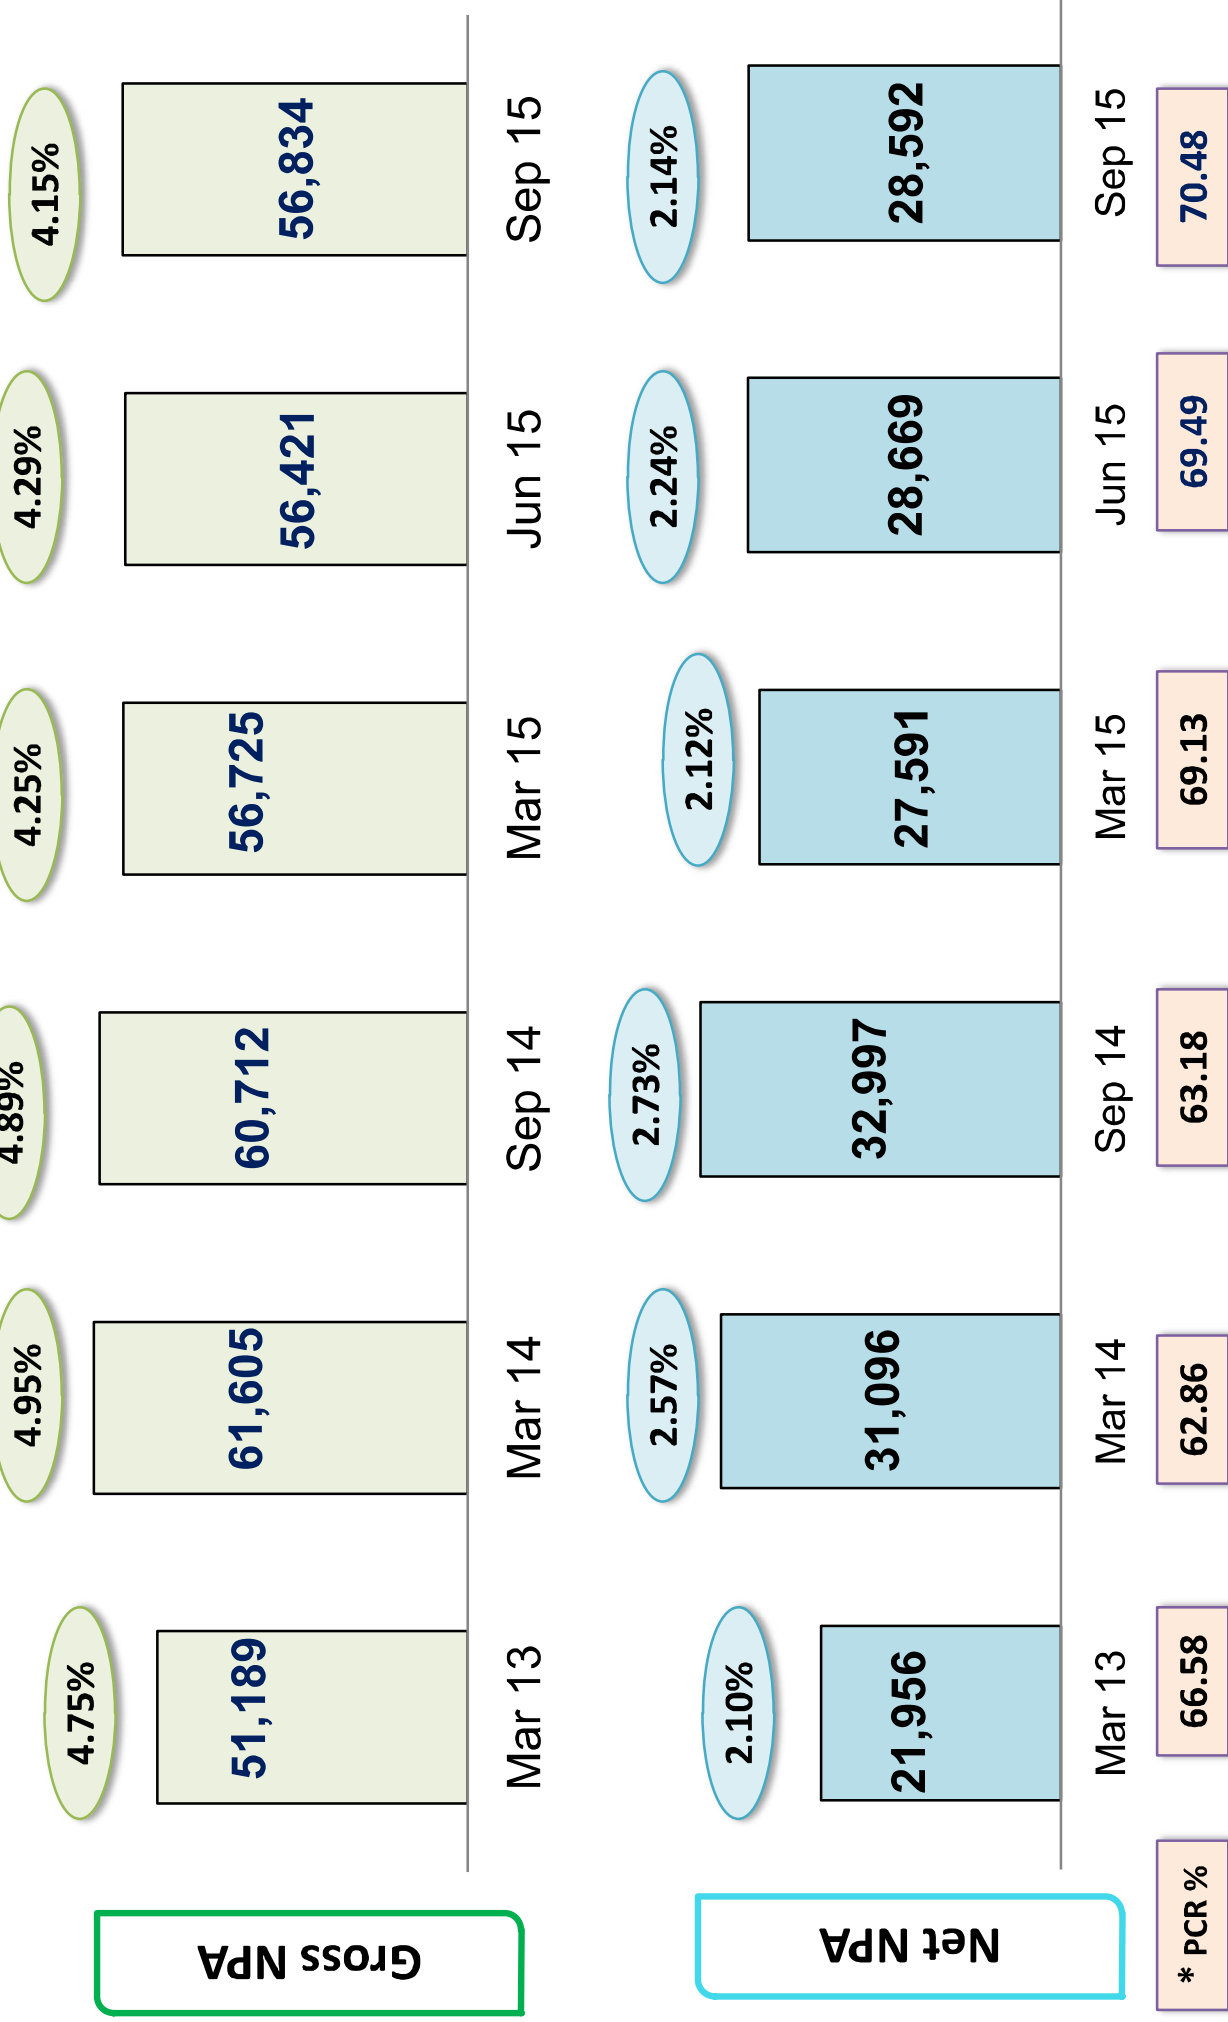 Gross NPA
4.75% 4.95% 4.89% 4.25% 4.29% 4.15%
51,189 61,605 60,712 56,725 56,421 56,834
Mar 13 Mar 14 Sep 14 Mar 15 Jun 15 Sep 15
Net NPA
2.10% 2.57% 2.73% 2.12% 2.24% 2.14%
21,956 31,096 32,997 27,591 28,669 28,592
Mar 13 Mar 14 Sep 14 Mar 15 Jun 15 Sep 15
* PCR % 66.58 62.86 63.18 69.13 69.49 70.48